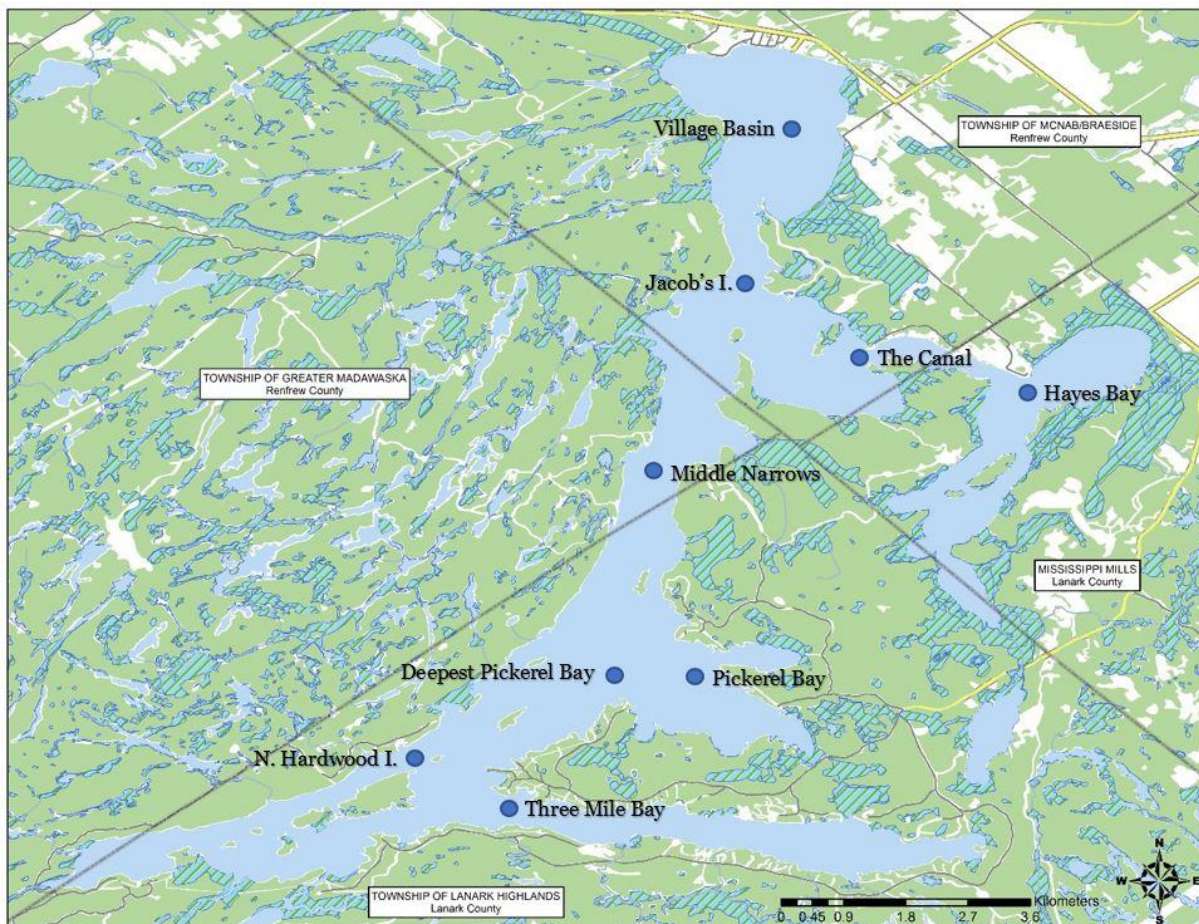 Village Basin
TOWNSHIP OF MCNAB/BRAESIDE
Renfrew County
Jacob's I.
The Canal
TOWNSHIP OF GREATER MADAWASKA
Renfrew County
Hayes Bay
Middle Narrows
MISSISSIPPI MILLS
Lanark County
Deepest Pickerel Bay
Pickerel Bay
N. Hardwood I.
Three Mile Bay
TOWNSHIP OF LANARK HIGHLANDS
Lanark County
N
W E
S
Kilometers
0 0.45 0.9 1.8 2.7 3.6